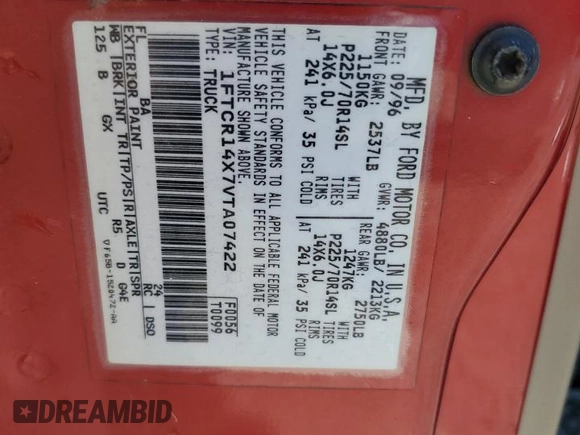 MFD. BY FORD MOTOR CO. IN U.S.A.
DATE: 09/96 GVWR: 4880LB/ 2213KG
FRONT GAWR: 2537LB REAR GAWR: 2750LB
1150KG WITH 1247KG WITH
P225/70R14SL TIRES P225/70R14SL TIRES
14X6.0J RIMS 14X6.0J RIMS
AT 241 kPa/ 35 PSI COLD AT 241 kPa/ 35 PSI COLD
THIS VEHICLE CONFORMS TO ALL APPLICABLE FEDERAL MOTOR
VEHICLE SAFETY STANDARDS IN EFFECT ON THE DATE OF
MANUFACTURE SHOWN ABOVE.
VIN: 1FTCR14X7VTA07422 F0056
TYPE: TRUCK T0099
FL BA 24
EXTERIOR PAINT RC DSO
WB BRK INT TR TP/PS R AXLE TR SPR
125 B GX R5 D G4E
UTC
DREAMBID